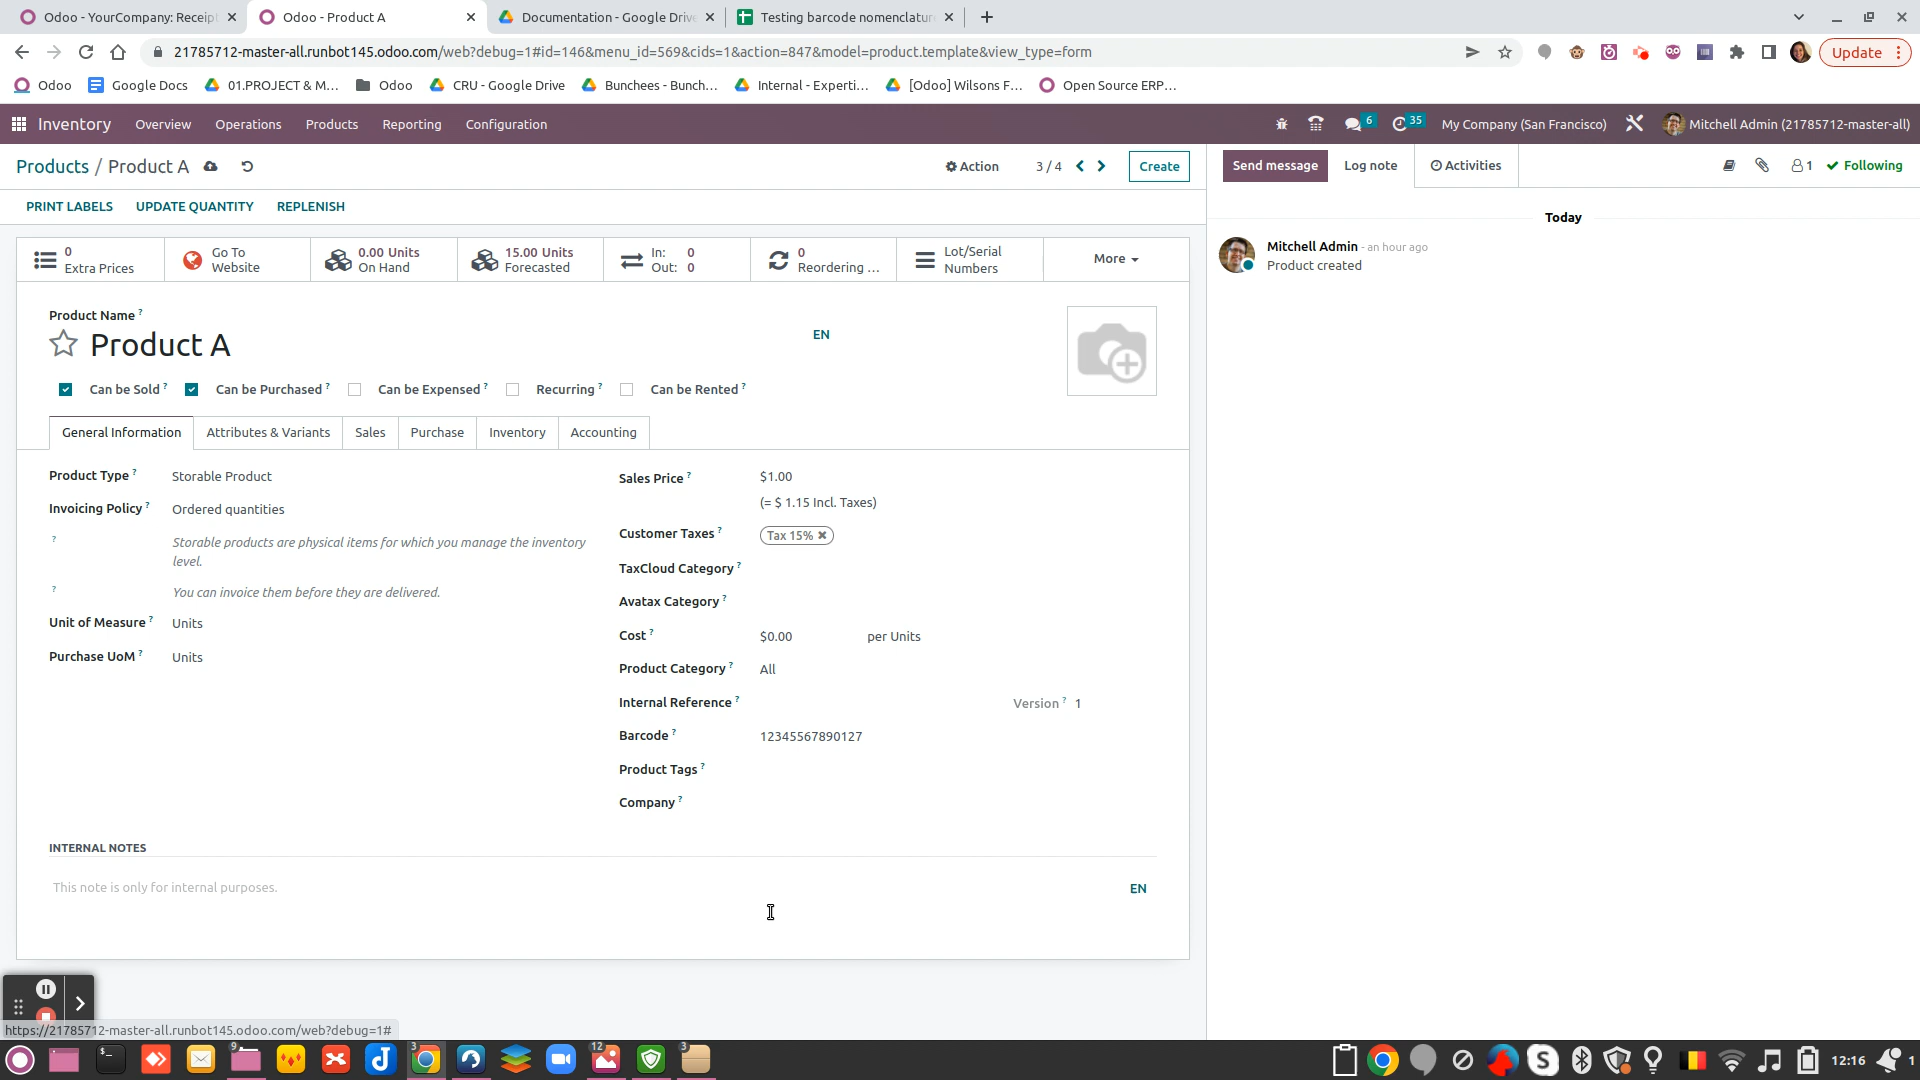 Odoo - YourCompany: Receipt
Odoo - Product A
Documentation - Google Drive
Testing barcode nomenclature
21785712-master-all.runbot145.odoo.com/web?debug=1#id=146&menu_id=569&cids=1&action=847&model=product.template&view_type=form
Update
Odoo
Google Docs
01.PROJECT & M...
Odoo
CRU - Google Drive
Bunchees - Bunch...
Internal - Experti...
[Odoo] Wilsons F...
Open Source ERP...
Inventory
Overview
Operations
Products
Reporting
Configuration
6
35
My Company (San Francisco)
Mitchell Admin (21785712-master-all)
Products / Product A
Action
3 / 4
Create
Send message
Log note
Activities
1
Following
PRINT LABELS
UPDATE QUANTITY
REPLENISH
0
Extra Prices
Go To
Website
0.00 Units
On Hand
15.00 Units
Forecasted
In: 0
Out: 0
0
Reordering ...
Lot/Serial
Numbers
More
Today
Mitchell Admin - an hour ago
Product created
Product Name ?
Product A
EN
Can be Sold ?
Can be Purchased ?
Can be Expensed ?
Recurring ?
Can be Rented ?
General Information
Attributes & Variants
Sales
Purchase
Inventory
Accounting
Product Type ? Storable Product
Invoicing Policy ? Ordered quantities
? Storable products are physical items for which you manage the inventory
level.
? You can invoice them before they are delivered.
Unit of Measure ? Units
Purchase UoM ? Units
Sales Price ? $1.00
(= $ 1.15 Incl. Taxes)
Customer Taxes ? Tax 15%
TaxCloud Category ?
Avatax Category ?
Cost ? $0.00 per Units
Product Category ? All
Internal Reference ? Version ? 1
Barcode ? 12345567890127
Product Tags ?
Company ?
INTERNAL NOTES
This note is only for internal purposes.
EN
https://21785712-master-all.runbot145.odoo.com/web?debug=1#
9
3
12
3
12:16
1